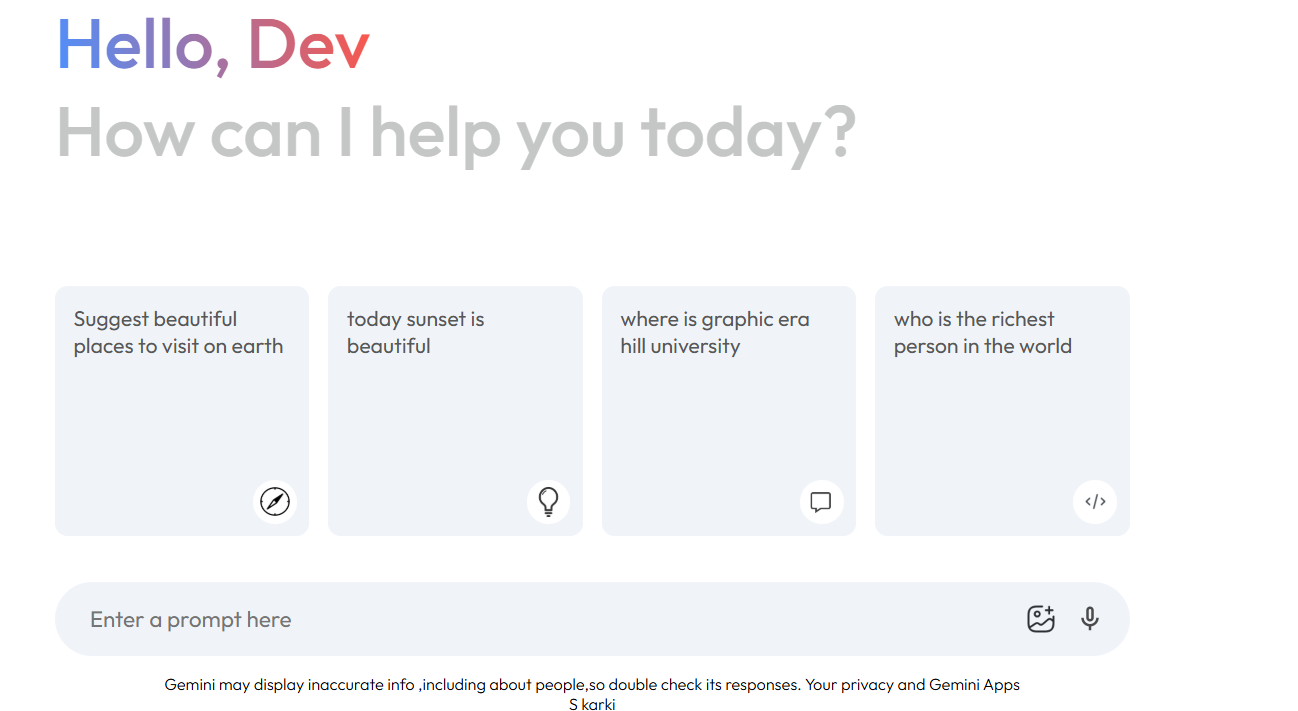 Hello, Dev
How can I help you today?
Suggest beautiful
places to visit on earth
today sunset is
beautiful
where is graphic era
hill university
who is the richest
person in the world
</>
Enter a prompt here
Gemini may display inaccurate info ,including about people,so double check its responses. Your privacy and Gemini Apps
S karki